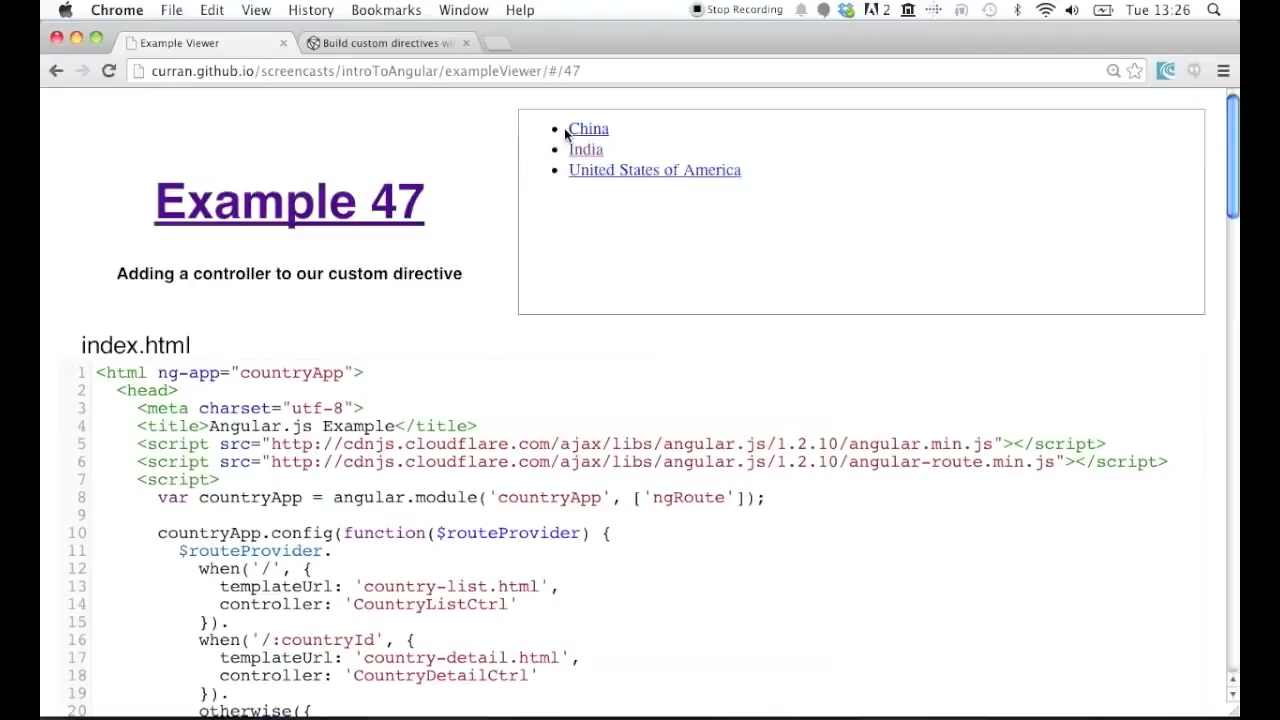 Chrome File Edit View History Bookmarks Window Help Stop Recording 2 Tue 13:26
Example Viewer Build custom directives w
curran.github.io/screencasts/introToAngular/exampleViewer/#/47
China
India
United States of America
Example 47
Adding a controller to our custom directive
index.html
1 <html ng-app="countryApp">
2 <head>
3 <meta charset="utf-8">
4 <title>Angular.js Example</title>
5 <script src="http://cdnjs.cloudflare.com/ajax/libs/angular.js/1.2.10/angular.min.js"></script>
6 <script src="http://cdnjs.cloudflare.com/ajax/libs/angular.js/1.2.10/angular-route.min.js"></script>
7 <script>
8 var countryApp = angular.module('countryApp', ['ngRoute']);
9
10 countryApp.config(function($routeProvider) {
11 $routeProvider.
12 when('/', {
13 templateUrl: 'country-list.html',
14 controller: 'CountryListCtrl'
15 }).
16 when('/:countryId', {
17 templateUrl: 'country-detail.html',
18 controller: 'CountryDetailCtrl'
19 }).
20 otherwise({